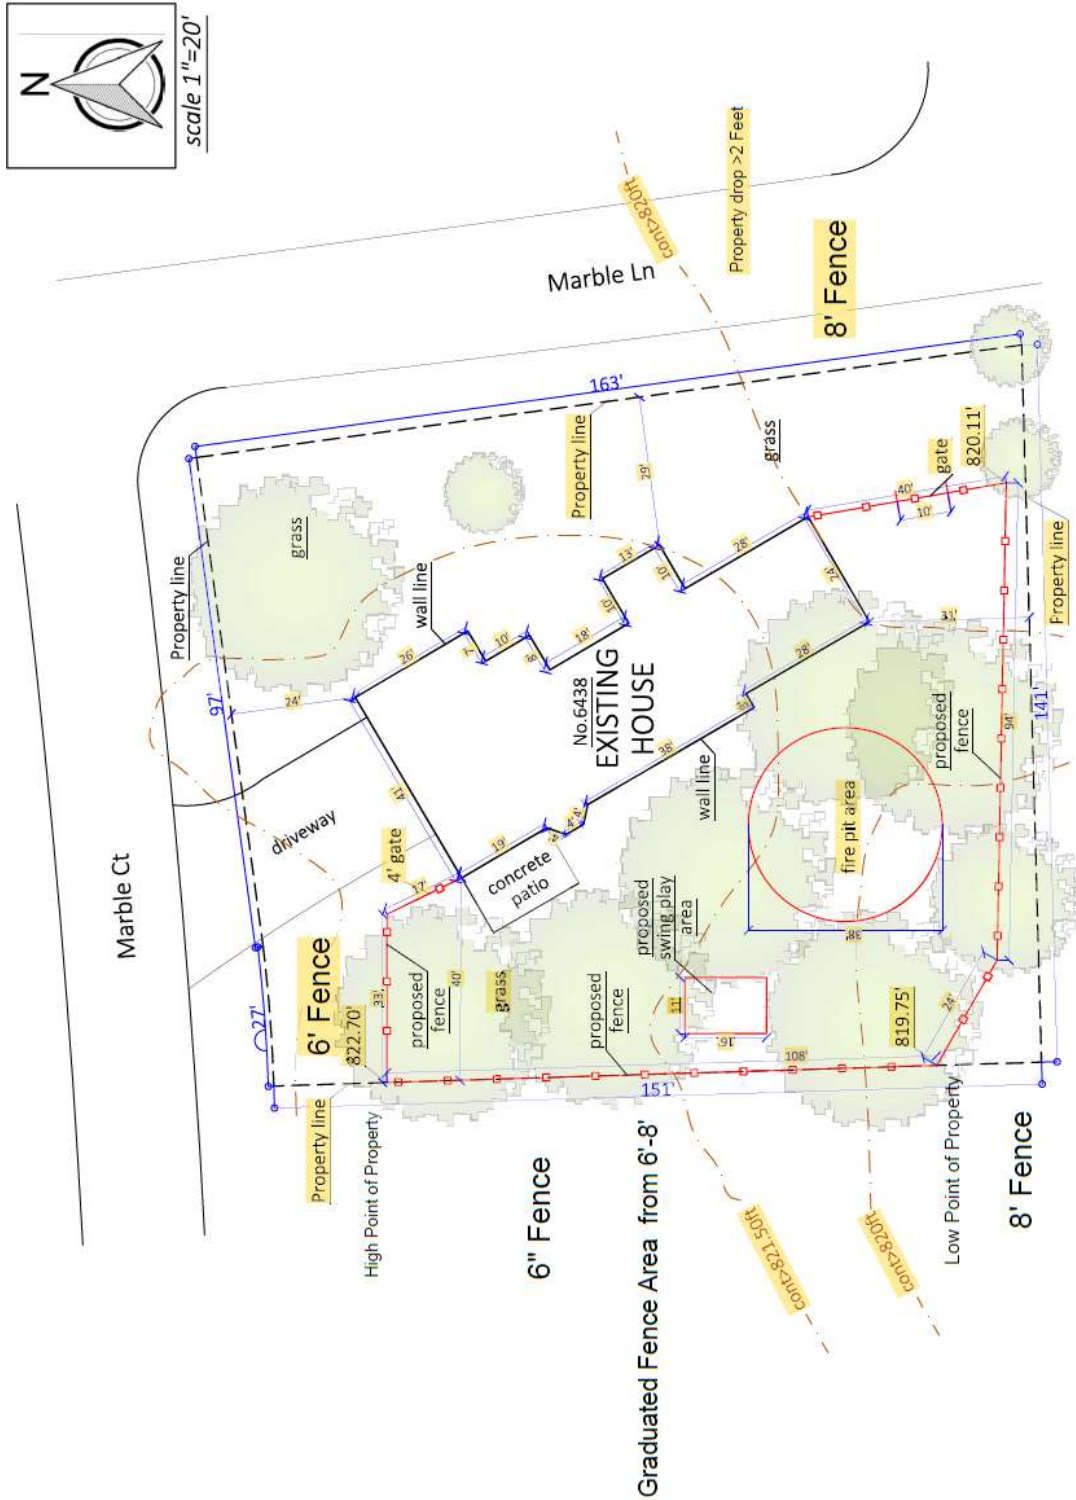 N
scale 1"=20'
Marble Ct
Marble Ln
cont>820ft
Property drop >2 Feet
8' Fence
163'
Property line
29'
grass
820.11'
gate
40'
10'
Property line
Property line
grass
97'
24'
wall line
26'
7'
10'
18'
10'
13'
10'
28'
24'
31'
No.6438
EXISTING
HOUSE
28'
38'
wall line
41'
driveway
19'
4'
4'
concrete
patio
4' gate
17'
27'
6' Fence
33'
822.70'
proposed
fence
40'
grass
proposed
fence
proposed
swing play
area
11'
16'
fire pit area
38'
proposed
fence
94'
141'
819.75'
24'
108'
151'
Property line
High Point of Property
6" Fence
Graduated Fence Area from 6'-8'
cont>821.50ft
cont>820ft
Low Point of Property
8' Fence